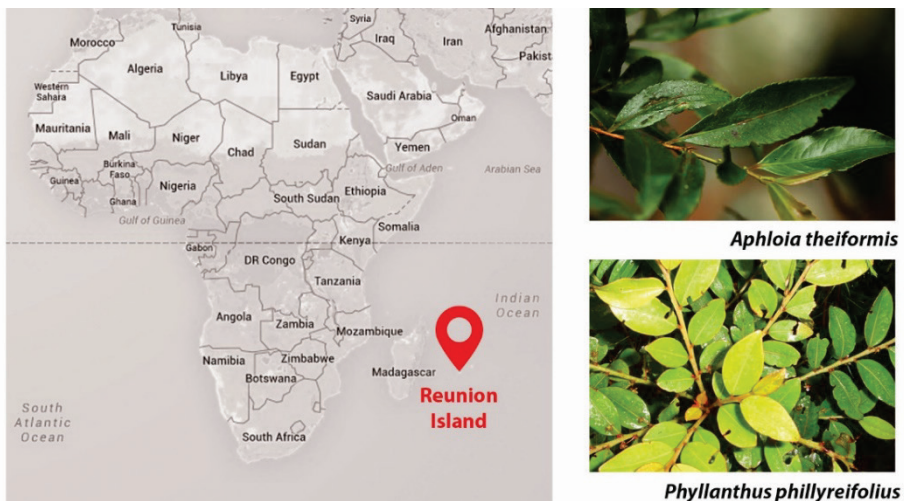 Morocco
Tunisia
Syria
Iraq
Iran
Afghanistan
Pakist
Algeria
Libya
Egypt
Western
Sahara
Saudi Arabia
Oman
Mauritania
Mali
Niger
Chad
Sudan
Yemen
Gulf of Aden
Arabian Sea
Burkina
Faso
Guinea
Ghana
Nigeria
South Sudan
Ethiopia
Gulf of Guinea
Somalia
Gabon
Kenya
DR Congo
Tanzania
Indian
Ocean
Angola
Zambia
Mozambique
Namibia
Zimbabwe
Botswana
Madagascar
Reunion
Island
South
Atlantic
Ocean
South Africa
Aphloia theiformis
Phyllanthus phillyreifolius